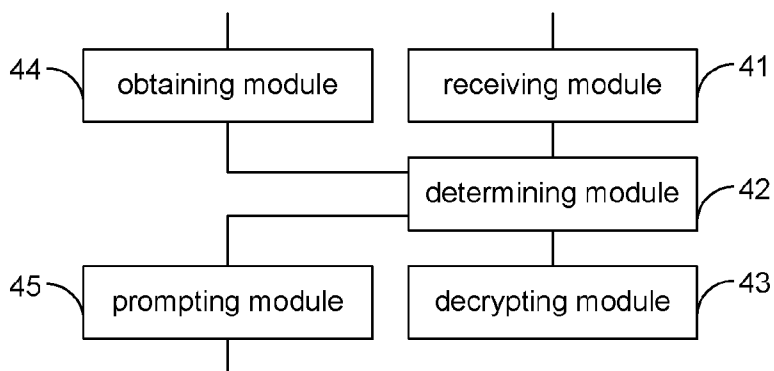 44 obtaining module
receiving module 41
determining module 42
45 prompting module
decrypting module 43